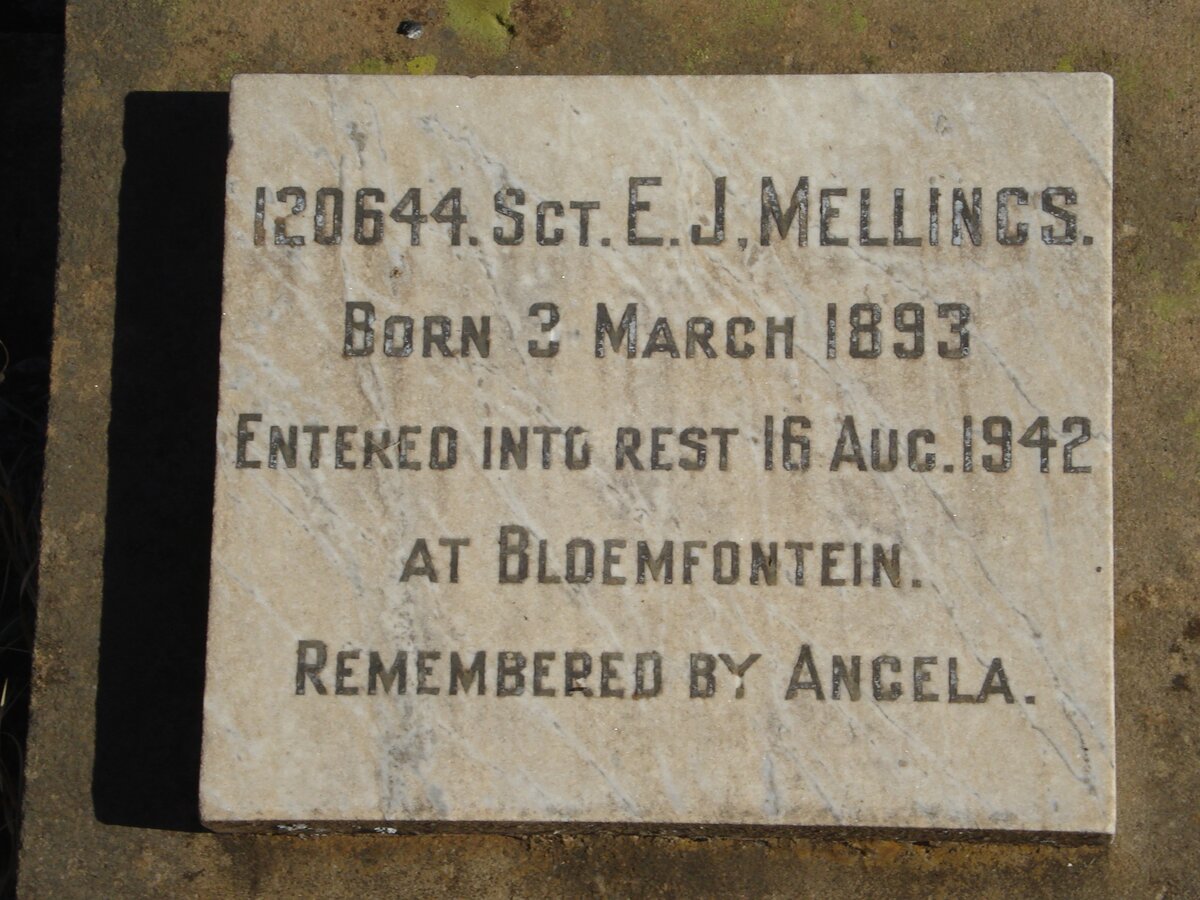 120644. SGT. E.J. MELLINGS.
BORN 3 MARCH 1893
ENTERED INTO REST 16 AUG. 1942
AT BLOEMFONTEIN.
REMEMBERED BY ANGELA.